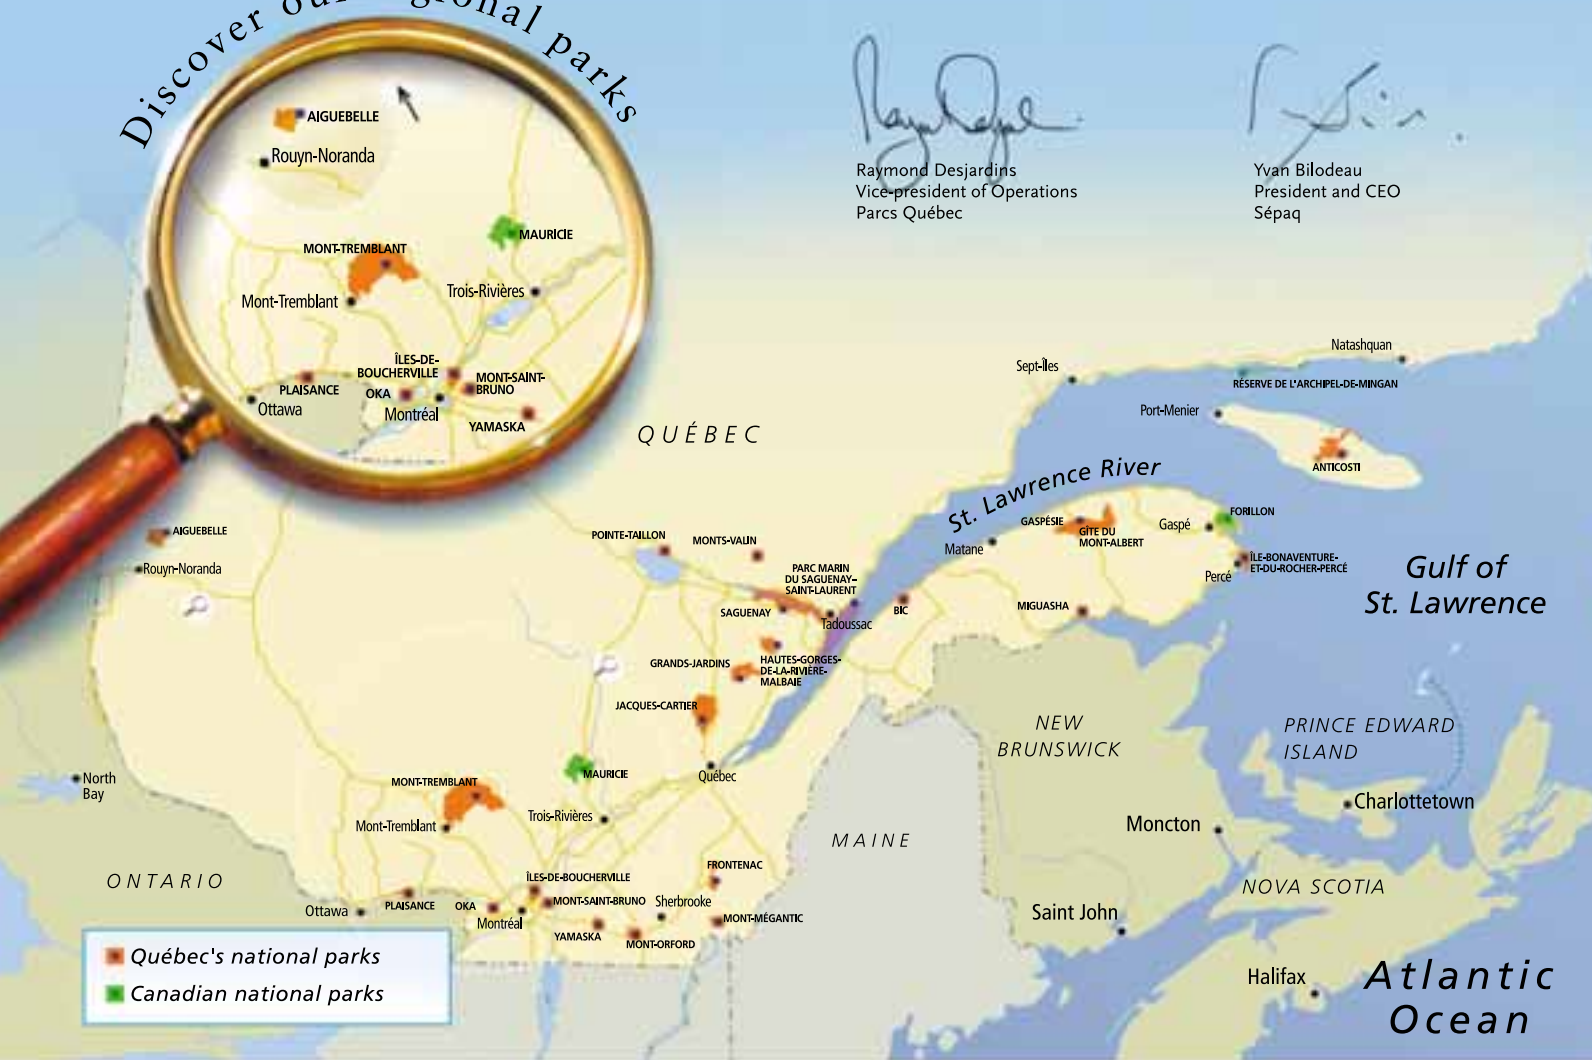 Discover our regional parks
AIGUEBELLE
Rouyn-Noranda
MAURICIE
MONT-TREMBLANT
Mont-Tremblant
Trois-Rivières
ÎLES-DE-
BOUCHERVILLE
MONT-SAINT-
BRUNO
PLAISANCE
OKA
Ottawa
Montréal
YAMASKA
Raymond Desjardins
Vice-president of Operations
Parcs Québec
Yvan Bilodeau
President and CEO
Sépaq
Natashquan
Sept-Îles
RÉSERVE DE L'ARCHIPEL-DE-MINGAN
Port-Menier
QUÉBEC
ANTICOSTI
St. Lawrence River
FORILLON
GASPÉSIE
Gaspé
GÎTE DU
MONT-ALBERT
AIGUEBELLE
POINTE-TAILLON
MONTS-VALIN
Matane
ÎLE-BONAVENTURE-
ET-DU-ROCHER-PERCÉ
Rouyn-Noranda
PARC MARIN
DU SAGUENAY–
SAINT-LAURENT
Percé
Gulf of
St. Lawrence
SAGUENAY
BIC
MIGUASHA
Tadoussac
GRANDS-JARDINS
HAUTES-GORGES-
DE-LA-RIVIÈRE-
MALBAIE
JACQUES-CARTIER
NEW
BRUNSWICK
PRINCE EDWARD
ISLAND
North
Bay
MAURICIE
Québec
MONT-TREMBLANT
Charlottetown
Mont-Tremblant
Trois-Rivières
Moncton
MAINE
FRONTENAC
ONTARIO
ÎLES-DE-BOUCHERVILLE
NOVA SCOTIA
Ottawa
PLAISANCE
OKA
MONT-SAINT-BRUNO
Sherbrooke
Montréal
Saint John
MONT-MÉGANTIC
YAMASKA
MONT-ORFORD
Québec's national parks
Canadian national parks
Halifax
Atlantic
Ocean